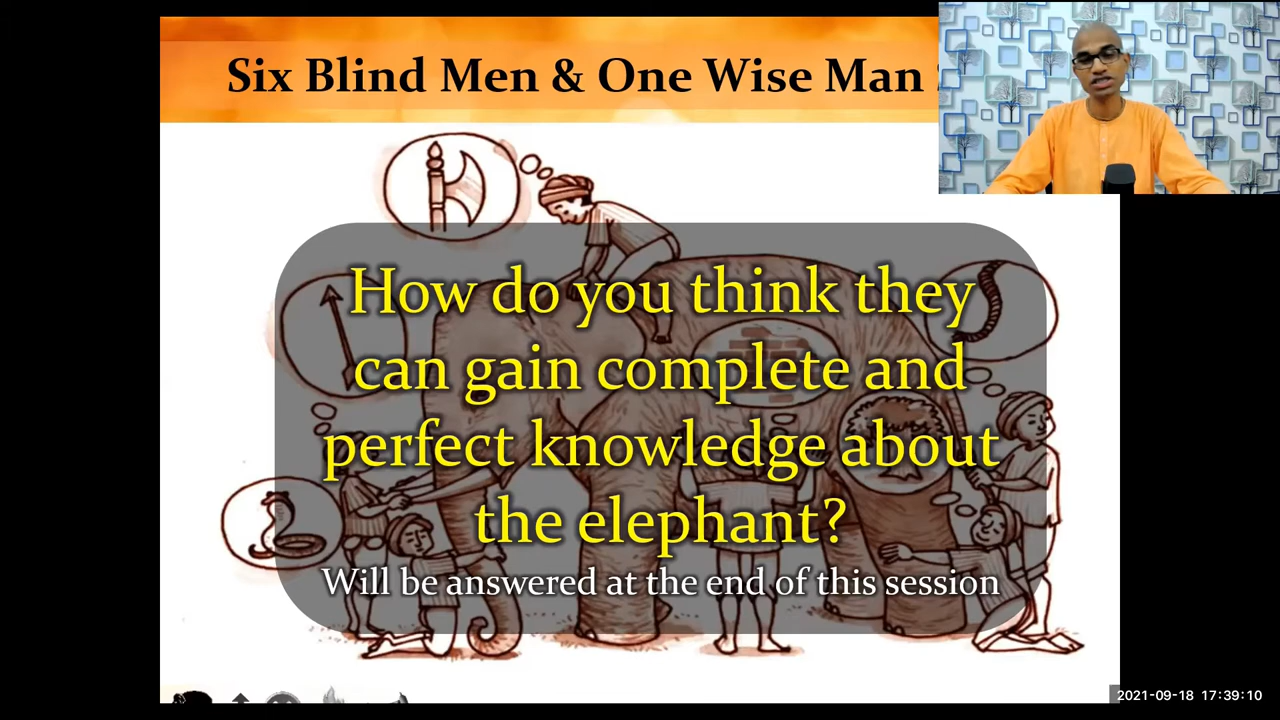 Six Blind Men & One Wise Man
How do you think they
can gain complete and
perfect knowledge about
the elephant?
Will be answered at the end of this session
2021-09-18 17:39:10